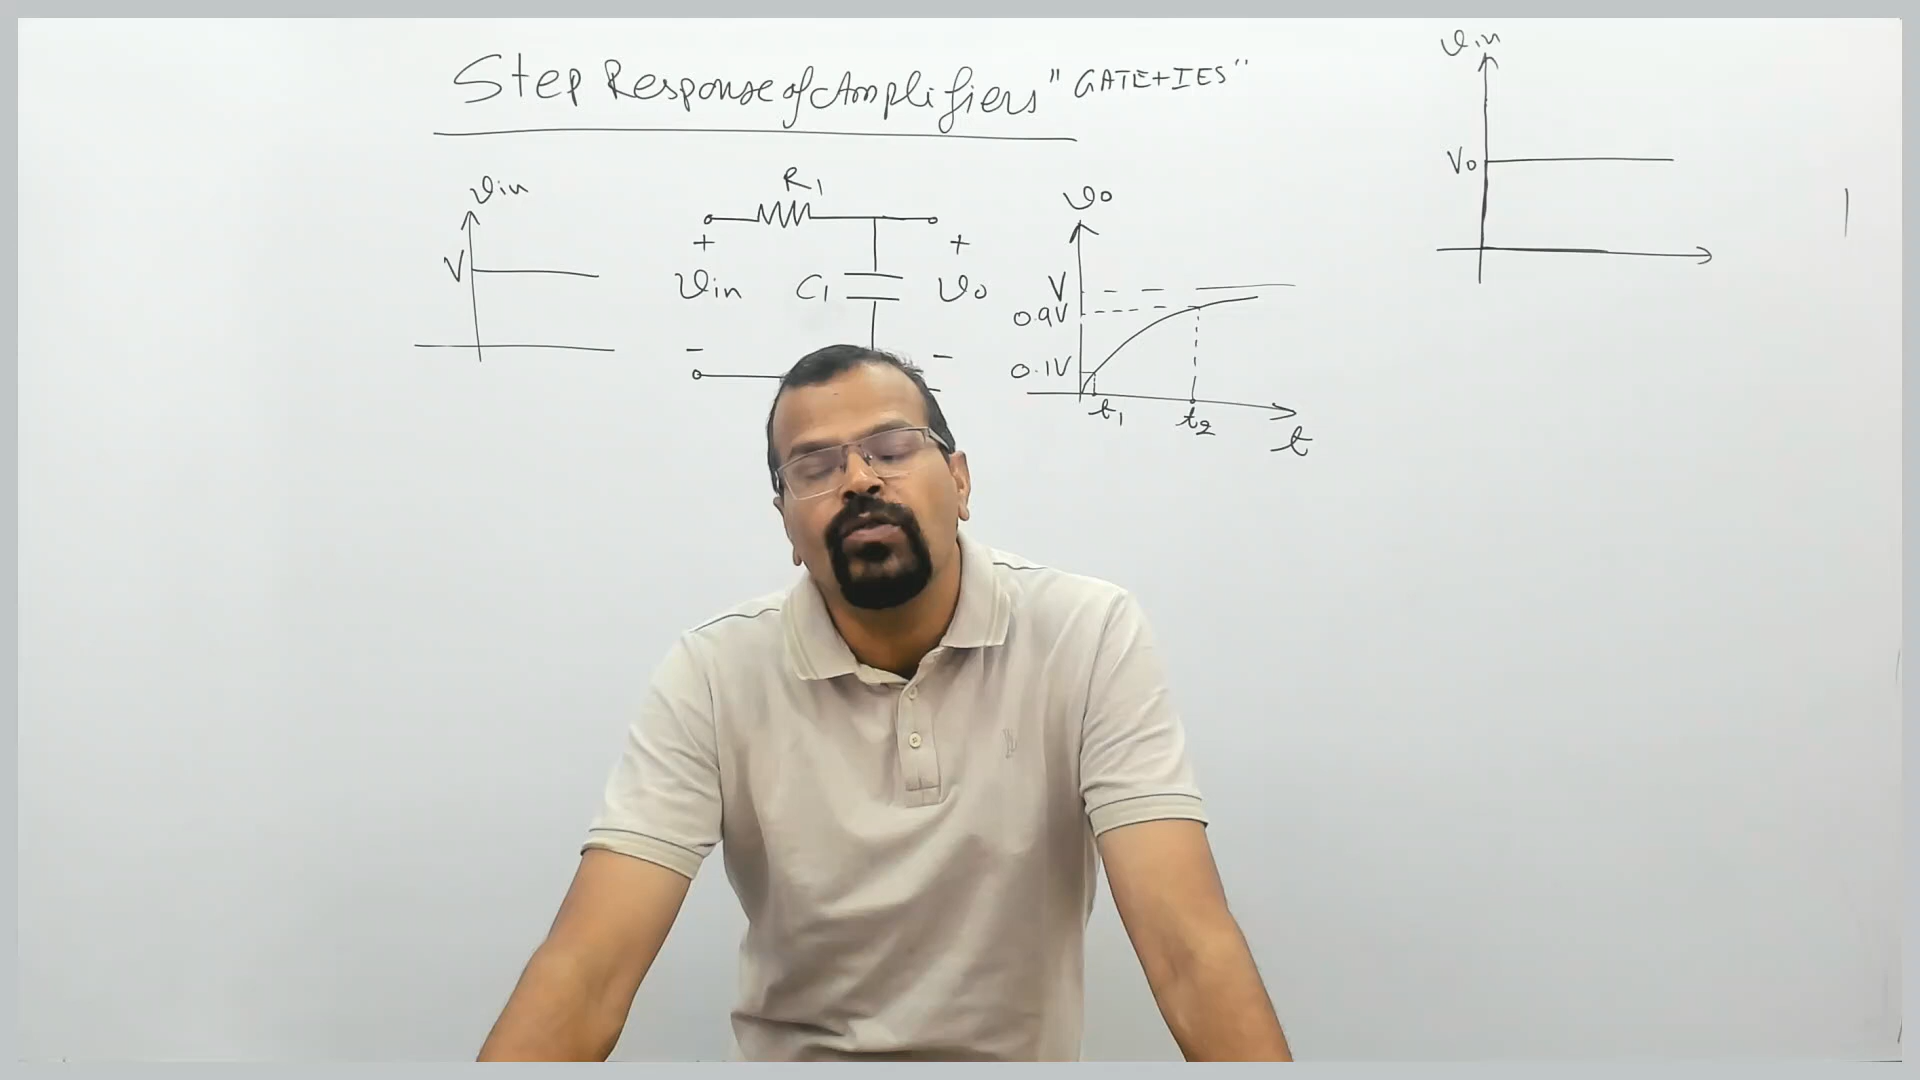 Step Response of Amplifiers "GATE+IES"
Vin
V
R1
+
Vin
-
C1
+
Vo
-
Vo
V
0.9V
0.1V
t1
t2
t
Vin
Vo